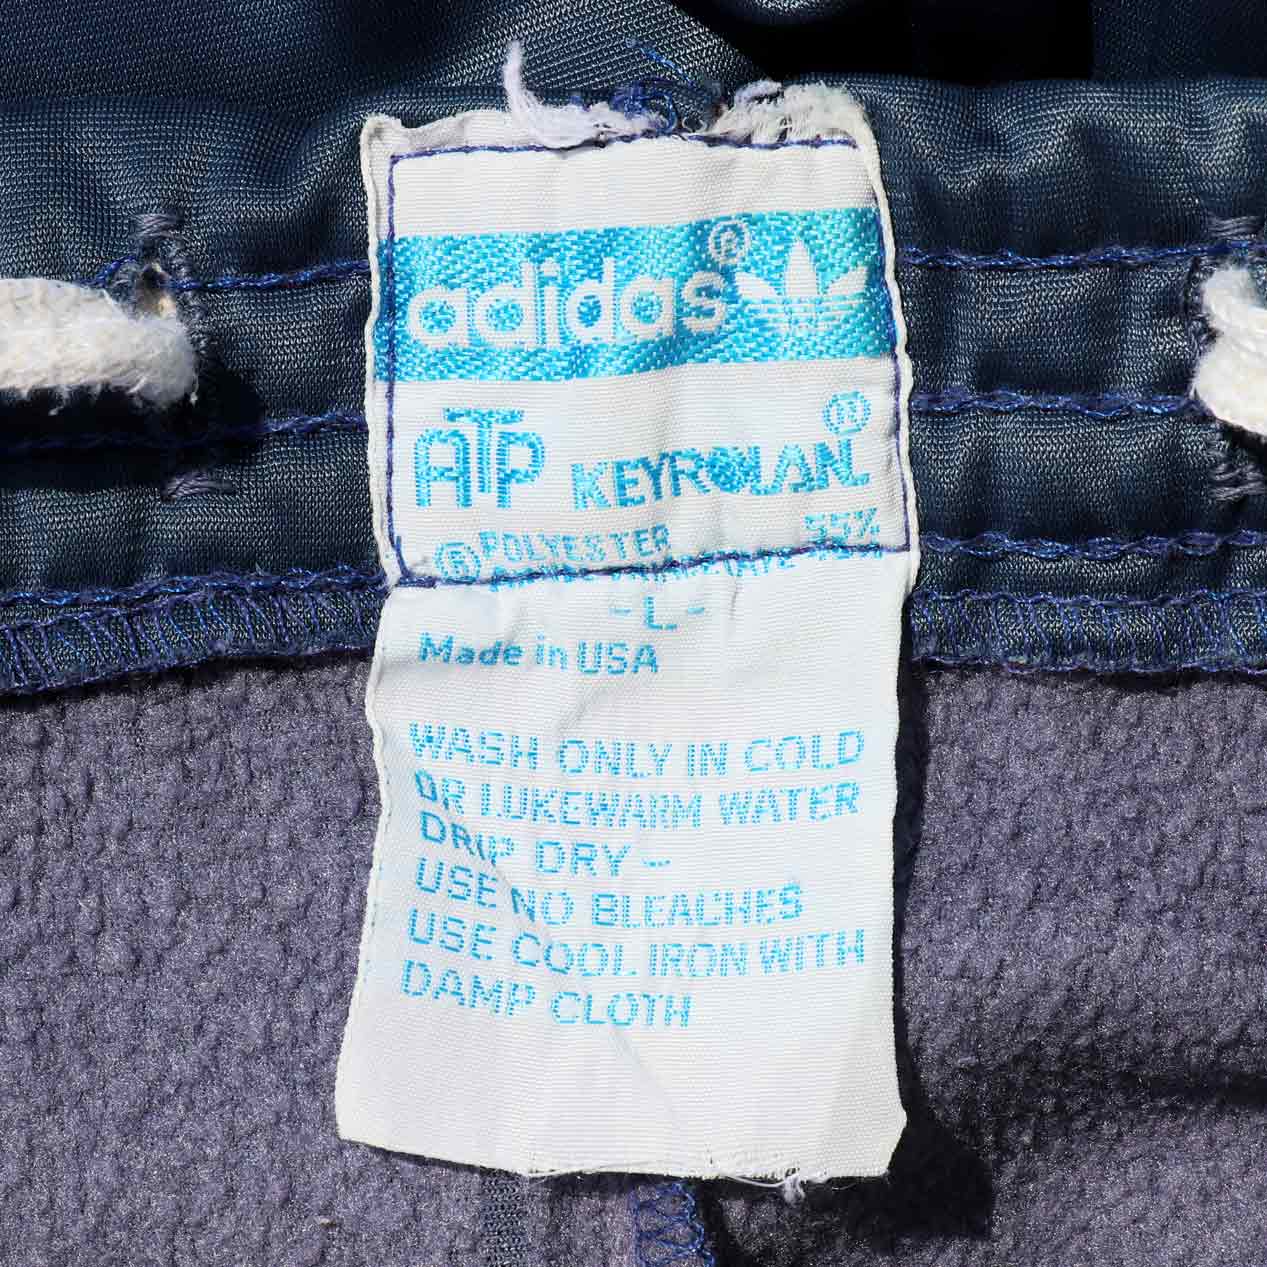 adidas®
ATP KEYROLAN. ®
POLYESTER 55%
- L -
Made in USA
WASH ONLY IN COLD
OR LUKEWARM WATER
DRIP DRY -
USE NO BLEACHES
USE COOL IRON WITH
DAMP CLOTH